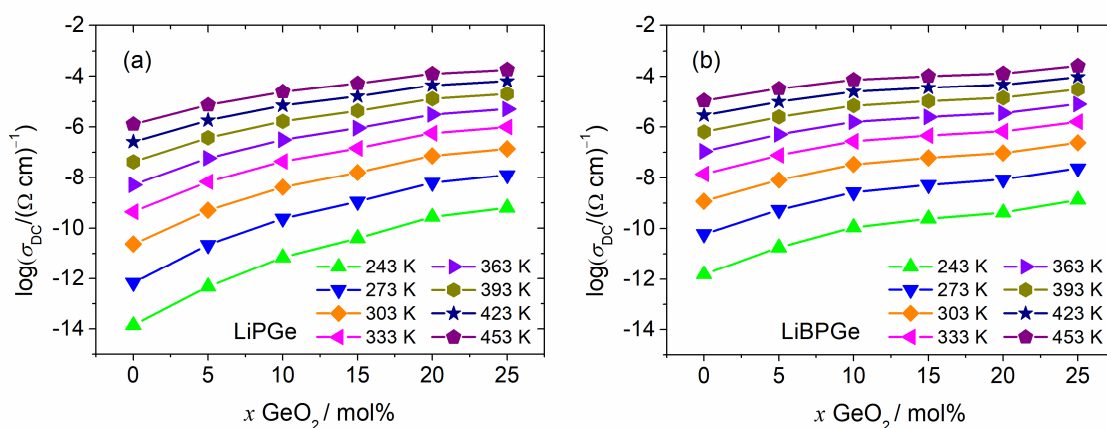 (a)
log(σDC/(Ω cm)⁻¹)
-2
-4
-6
-8
-10
-12
-14
243 K
273 K
303 K
333 K
363 K
393 K
423 K
453 K
LiPGe
0 5 10 15 20 25
x GeO₂ / mol%
(b)
log(σDC/(Ω cm)⁻¹)
-2
-4
-6
-8
-10
-12
-14
243 K
273 K
303 K
333 K
363 K
393 K
423 K
453 K
LiBPGe
0 5 10 15 20 25
x GeO₂ / mol%